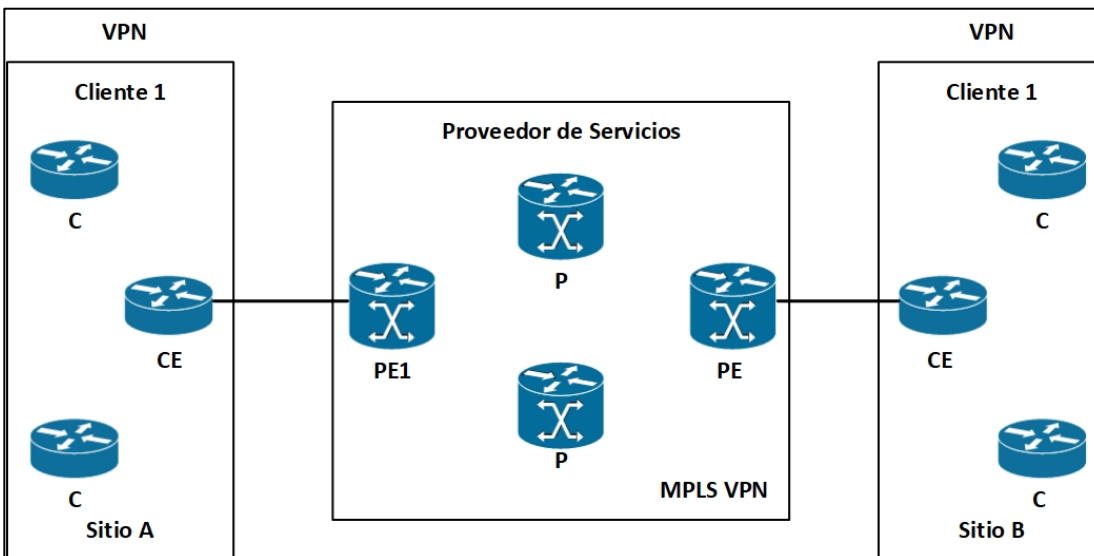 VPN
VPN
Cliente 1
Cliente 1
Proveedor de Servicios
C
C
P
CE
PE1
PE
CE
P
C
C
MPLS VPN
Sitio A
Sitio B